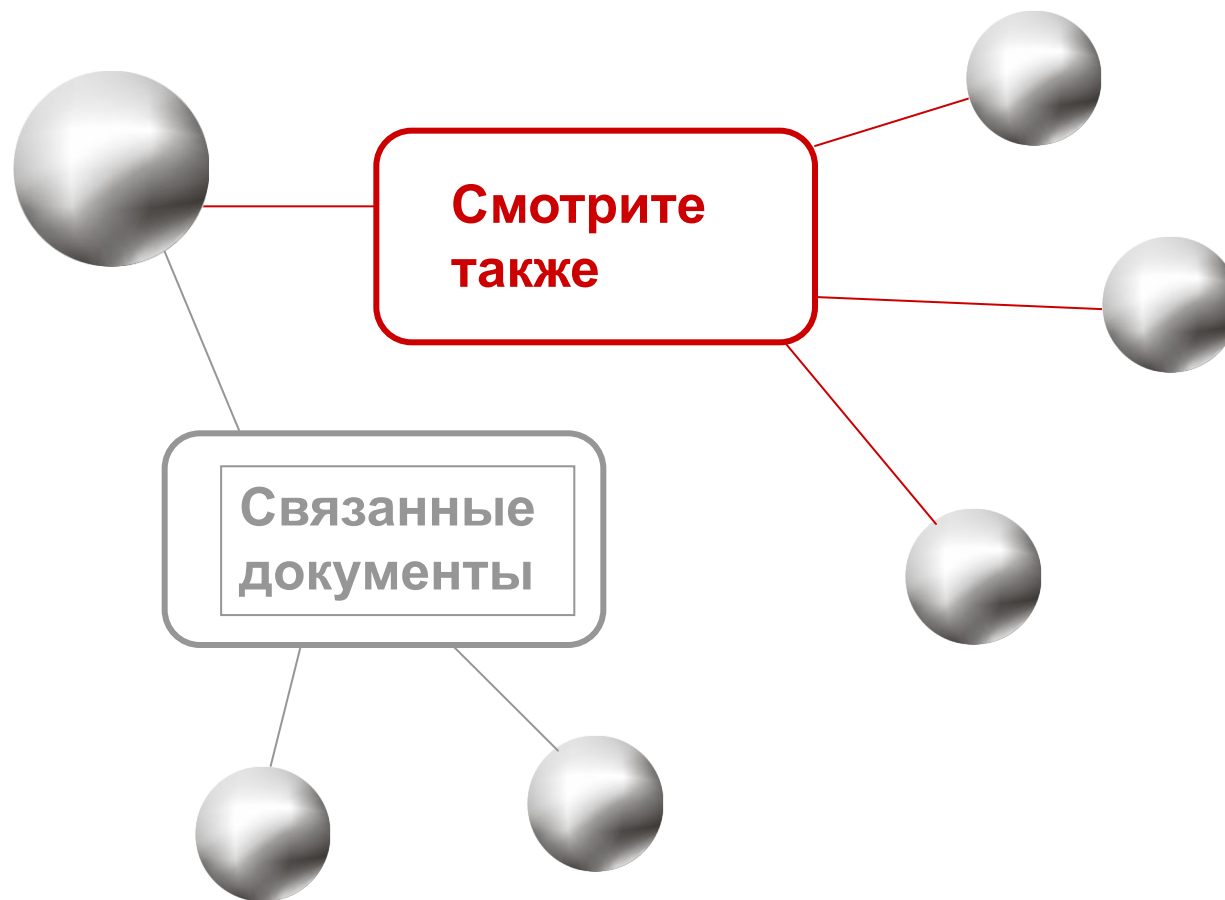 Смотрите
также
Связанные
документы